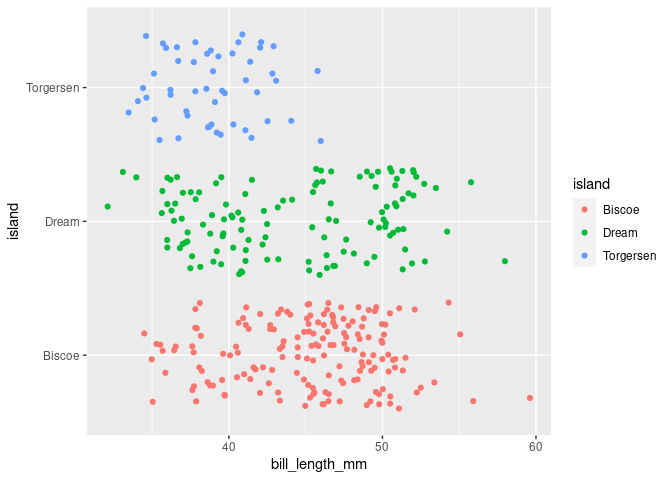 island
Torgersen
Dream
Biscoe
40
50
60
bill_length_mm
island
Biscoe
Dream
Torgersen